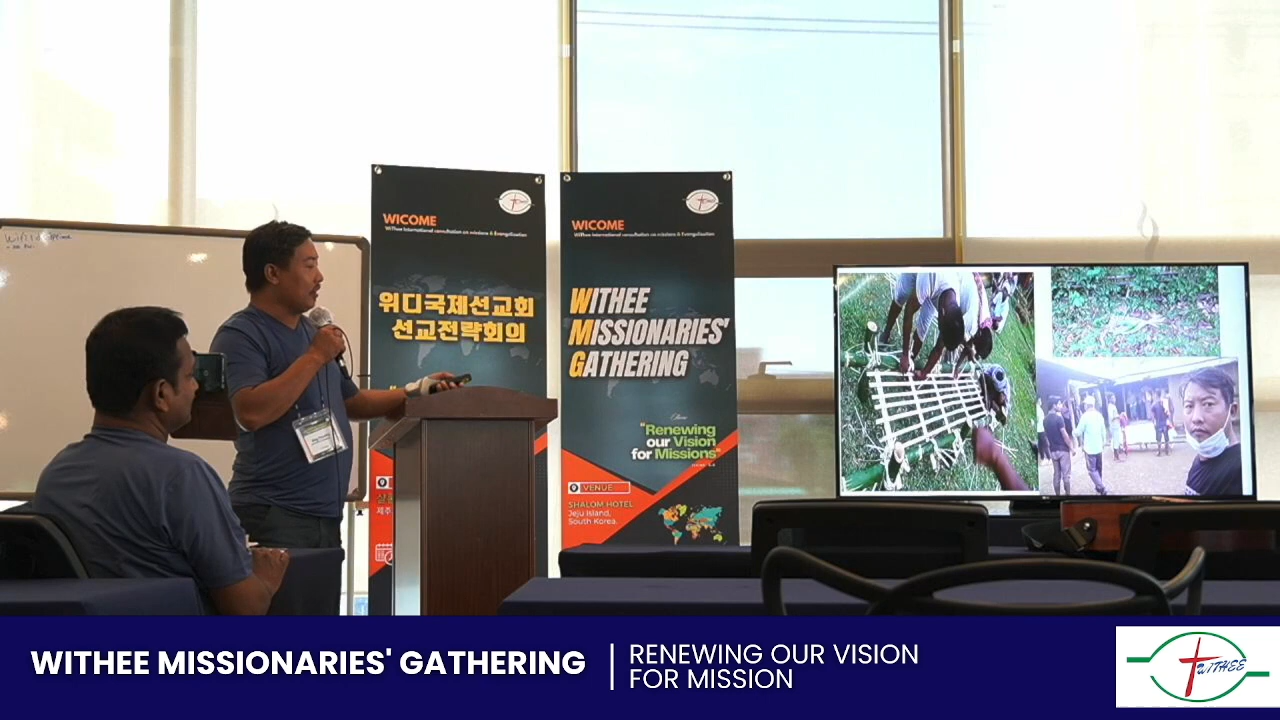 WICOME
WiThee International consultation on missions & Evangelization
위디국제선교회
선교전략회의
WICOME
WiThee International consultation on missions & Evangelization
WITHEE
MISSIONARIES'
GATHERING
"Renewing
our Vision
for Missions"
VENUE
SHALOM HOTEL
Jeju Island,
South Korea.
WITHEE MISSIONARIES' GATHERING
RENEWING OUR VISION
FOR MISSION
WiTHEE